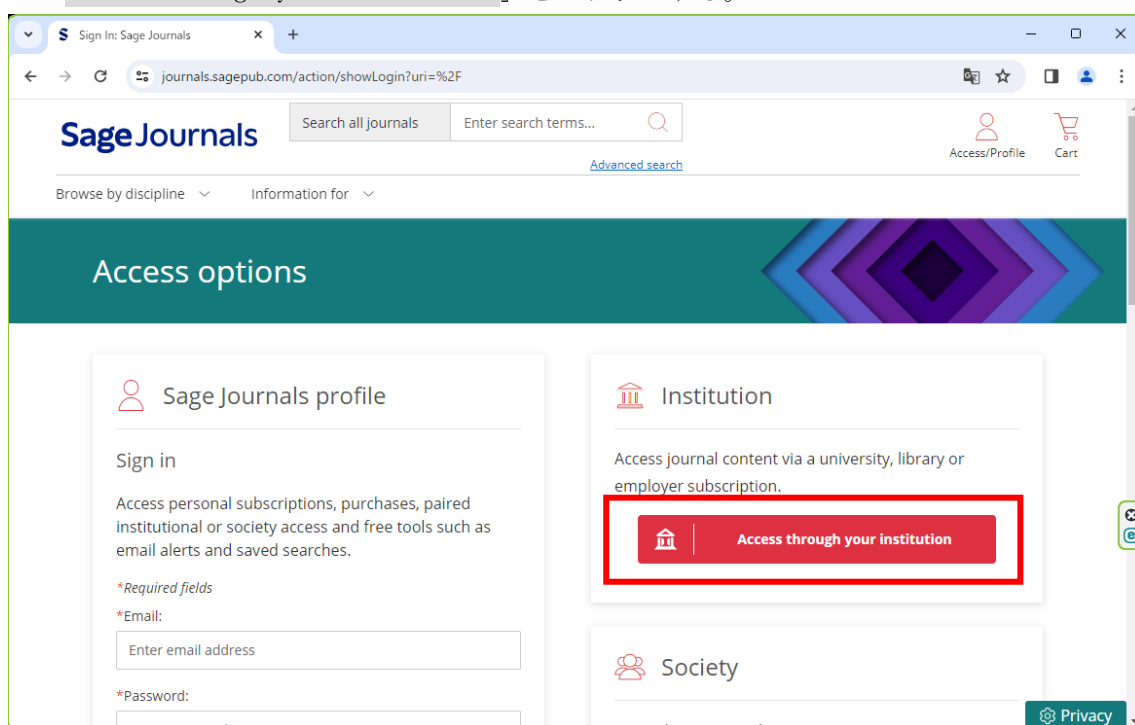 Sign In: Sage Journals
journals.sagepub.com/action/showLogin?uri=%2F
Sage Journals
Search all journals
Enter search terms...
Access/Profile
Cart
Advanced search
Browse by discipline
Information for
Access options
Sage Journals profile
Sign in
Access personal subscriptions, purchases, paired
institutional or society access and free tools such as
email alerts and saved searches.
*Required fields
*Email:
Enter email address
*Password:
Institution
Access journal content via a university, library or
employer subscription.
Access through your institution
Society
Privacy